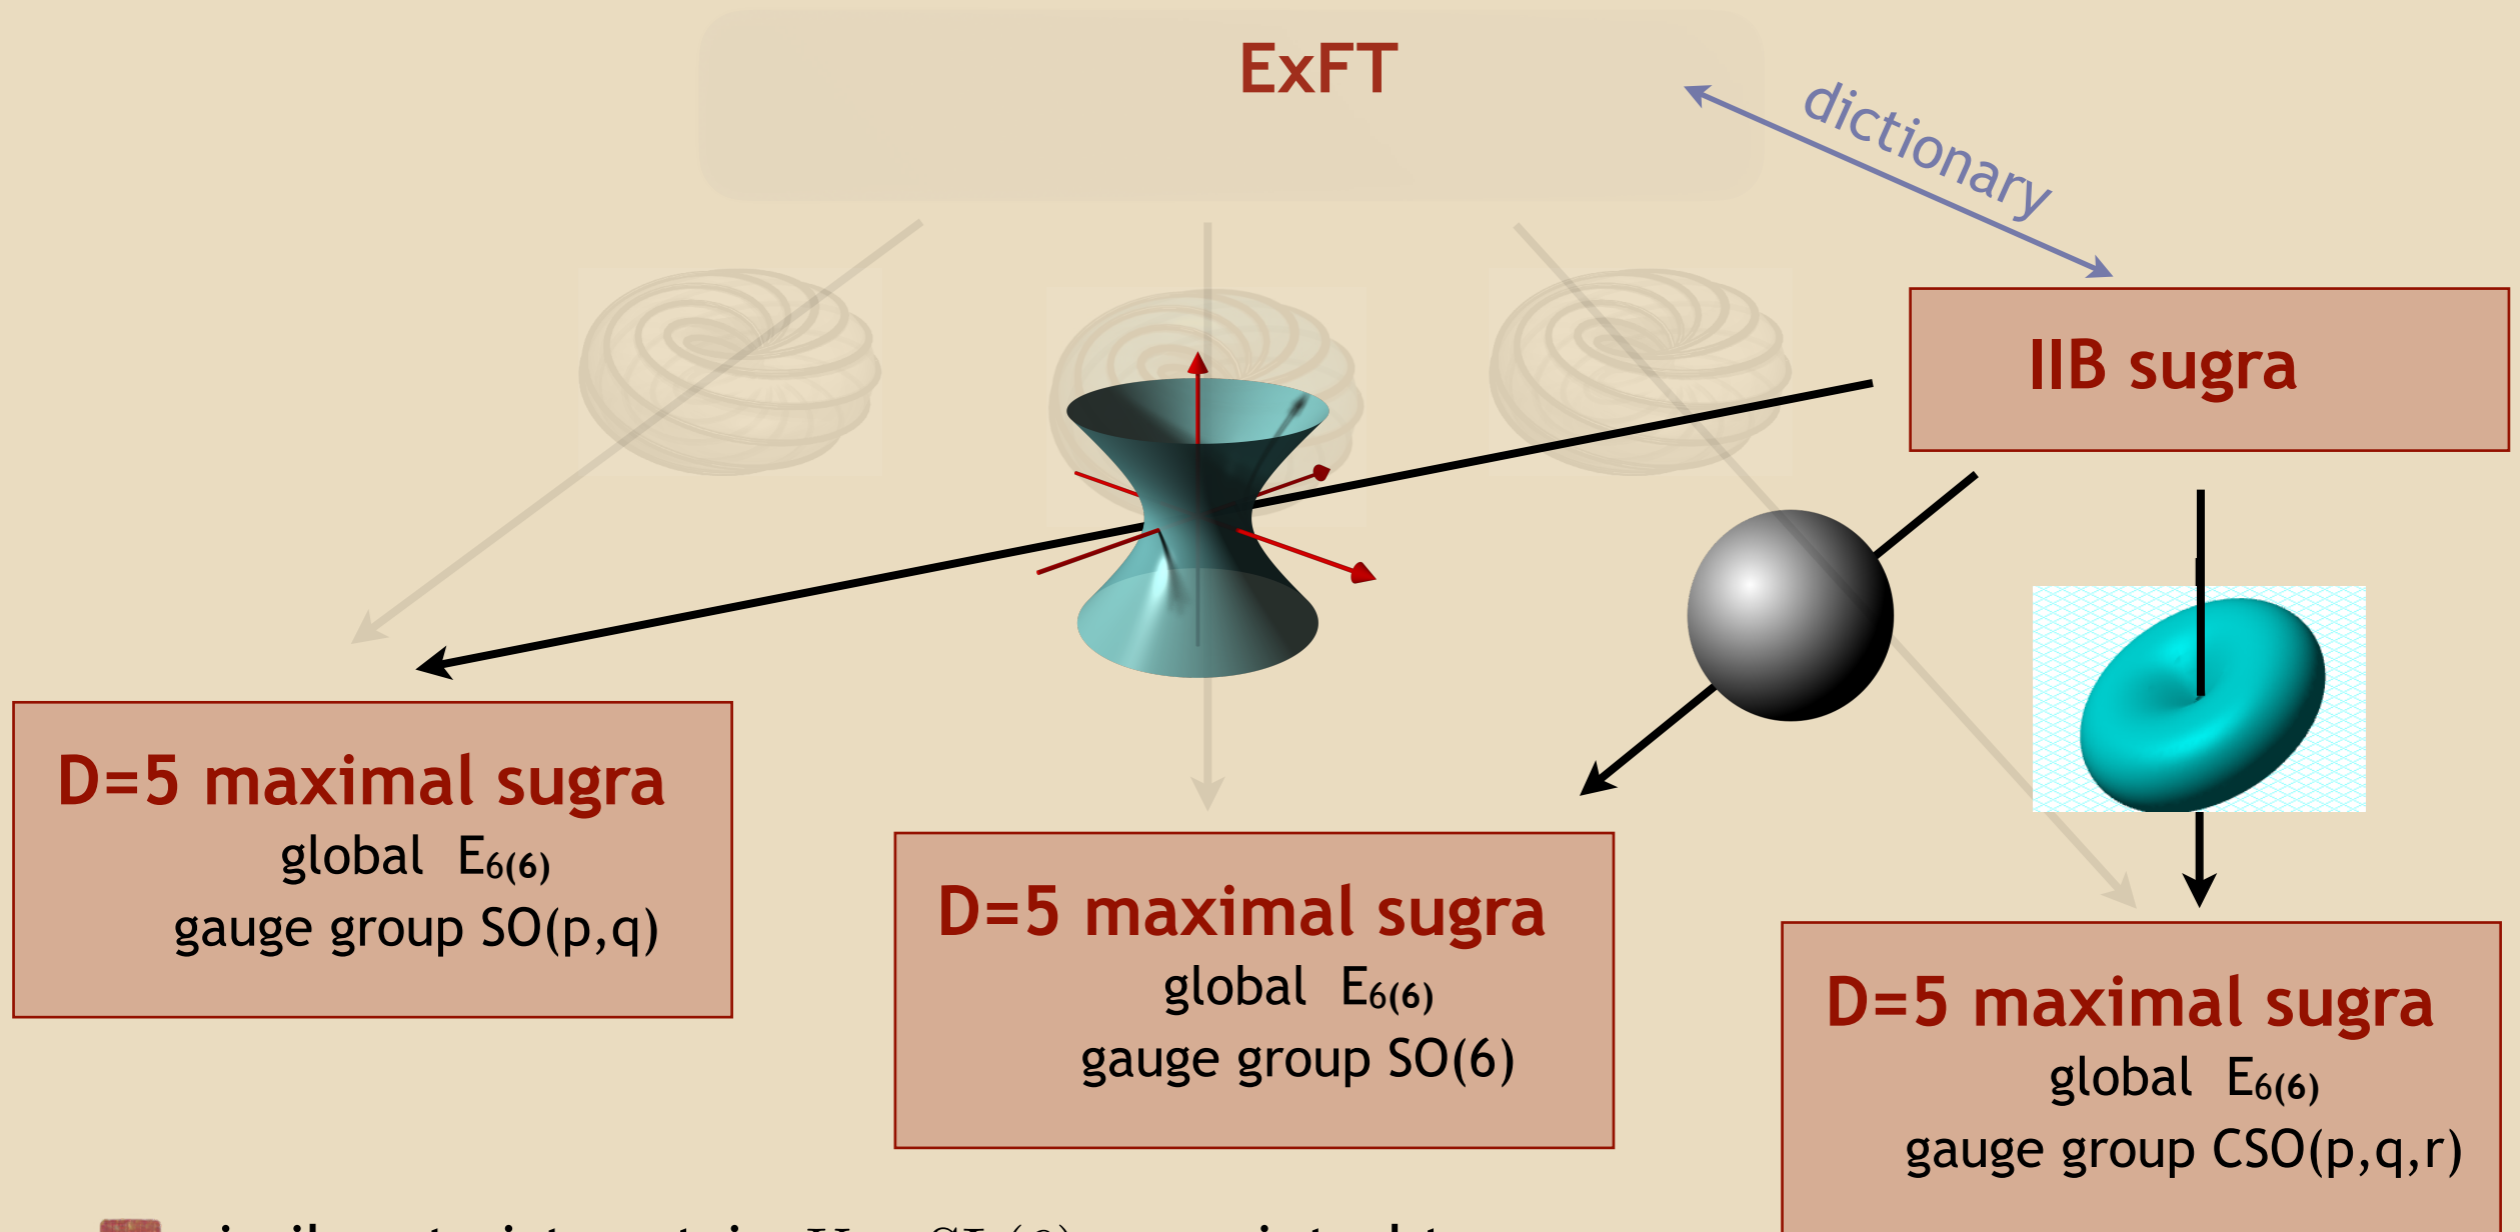 ExFT
dictionary
IIB sugra
D=5 maximal sugra
global E6(6)
gauge group SO(p,q)
D=5 maximal sugra
global E6(6)
gauge group SO(6)
D=5 maximal sugra
global E6(6)
gauge group CSO(p,q,r)